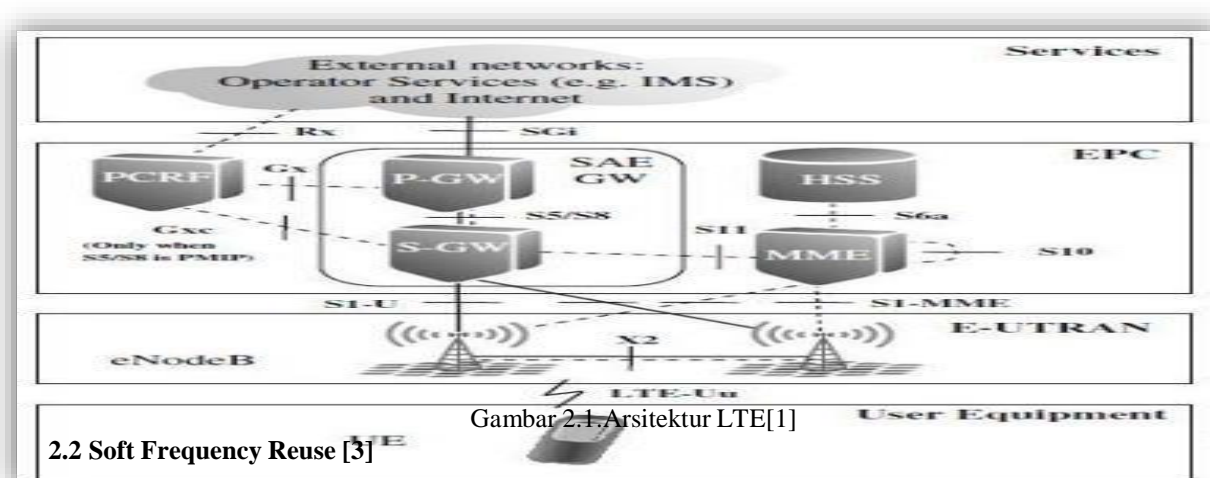 Services
External networks:
Operator Services (e.g. IMS)
and Internet
Rx
SGi
EPC
PCRF
Gx
P-GW
SAE
GW
HSS
S5/S8
S6a
Gxc
(Only when
S5/S8 is PMIP)
S-GW
S11
MME
S10
S1-U
S1-MME
E-UTRAN
X2
eNodeB
LTE-Uu
Gambar 2.1.Arsitektur LTE[1]
User Equipment
UE
2.2 Soft Frequency Reuse [3]